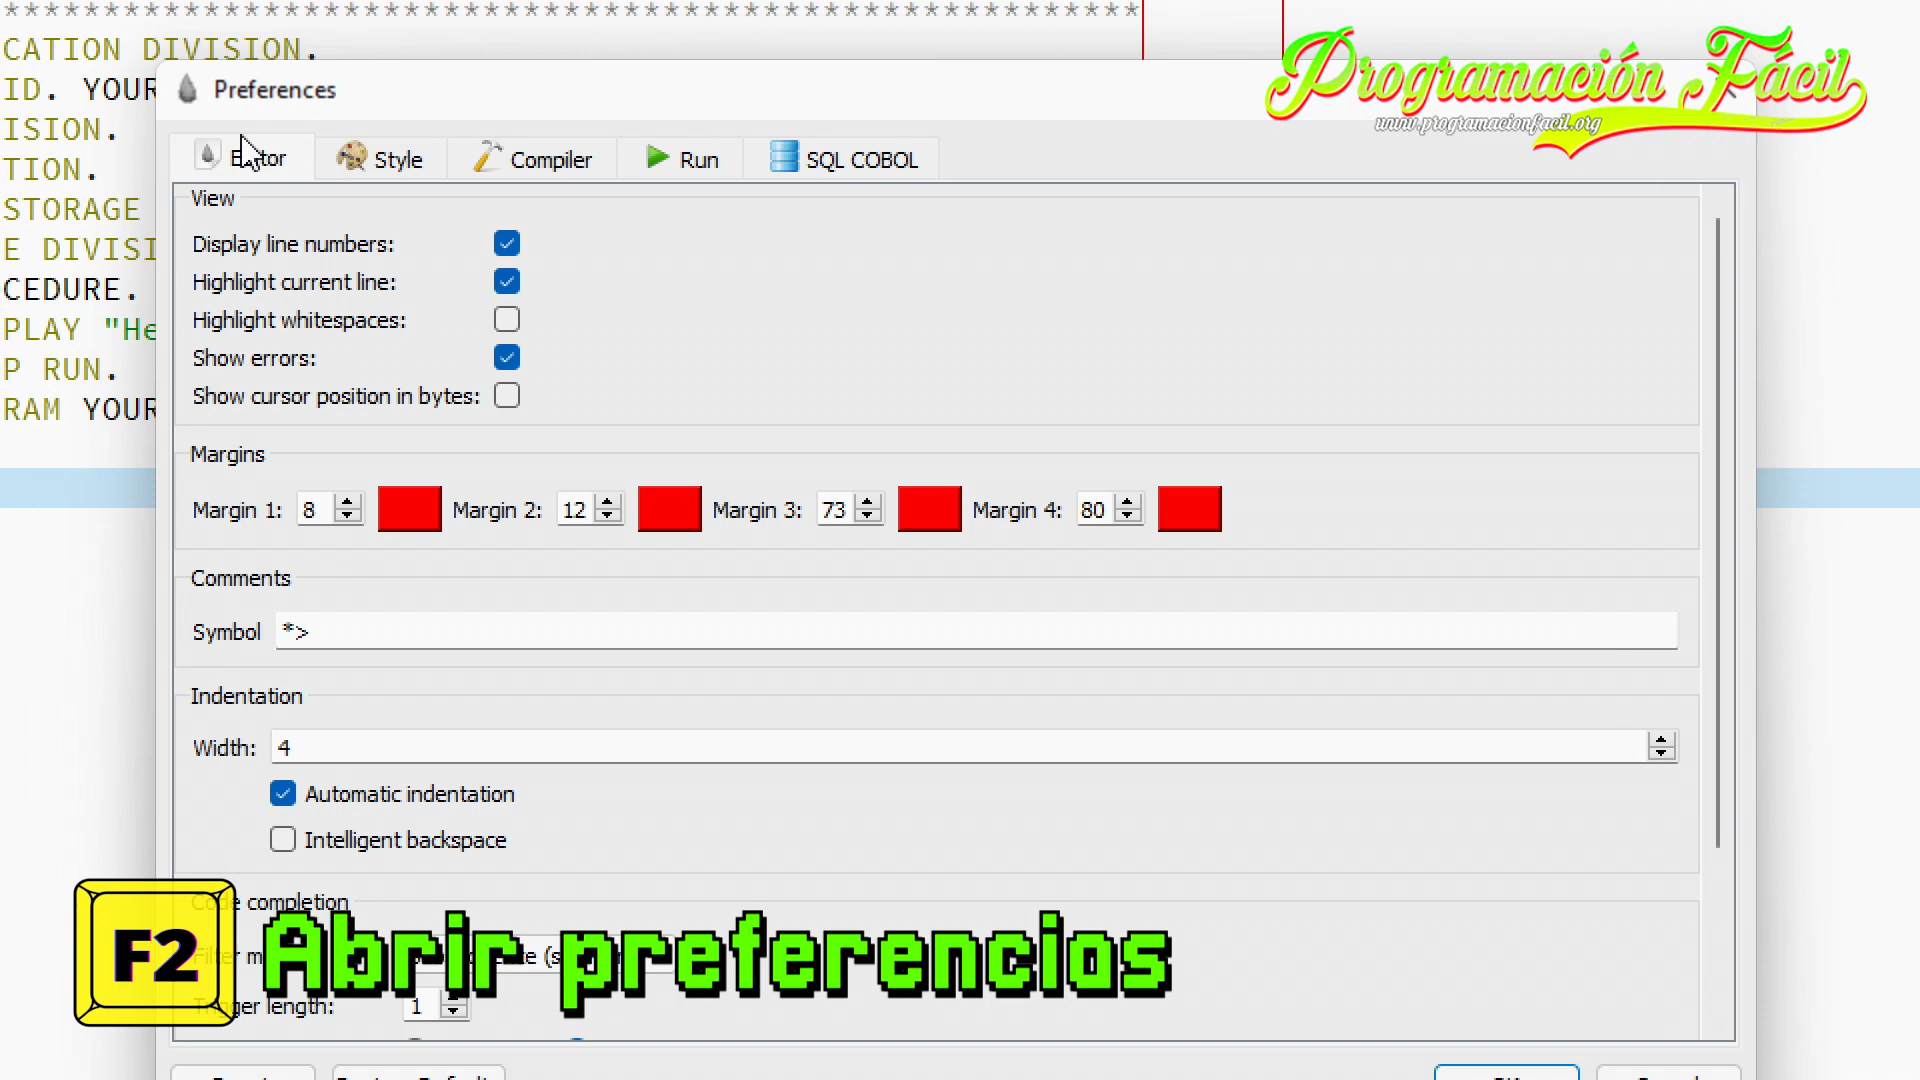 ************************************************************
CATION DIVISION.
ID. YOUR
Preferences
Programación Fácil
www.programacionfacil.org
ISION.
TION.
Editor Style Compiler Run SQL COBOL
View
STORAGE
E DIVISI
Display line numbers:
Highlight current line:
CEDURE.
Highlight whitespaces:
PLAY "He
Show errors:
P RUN.
Show cursor position in bytes:
RAM YOUR
Margins
Margin 1: 8 Margin 2: 12 Margin 3: 73 Margin 4: 80
Comments
Symbol *>
Indentation
Width: 4
Automatic indentation
Intelligent backspace
Code completion
F2 Abrir preferencias
Trigger length: 1